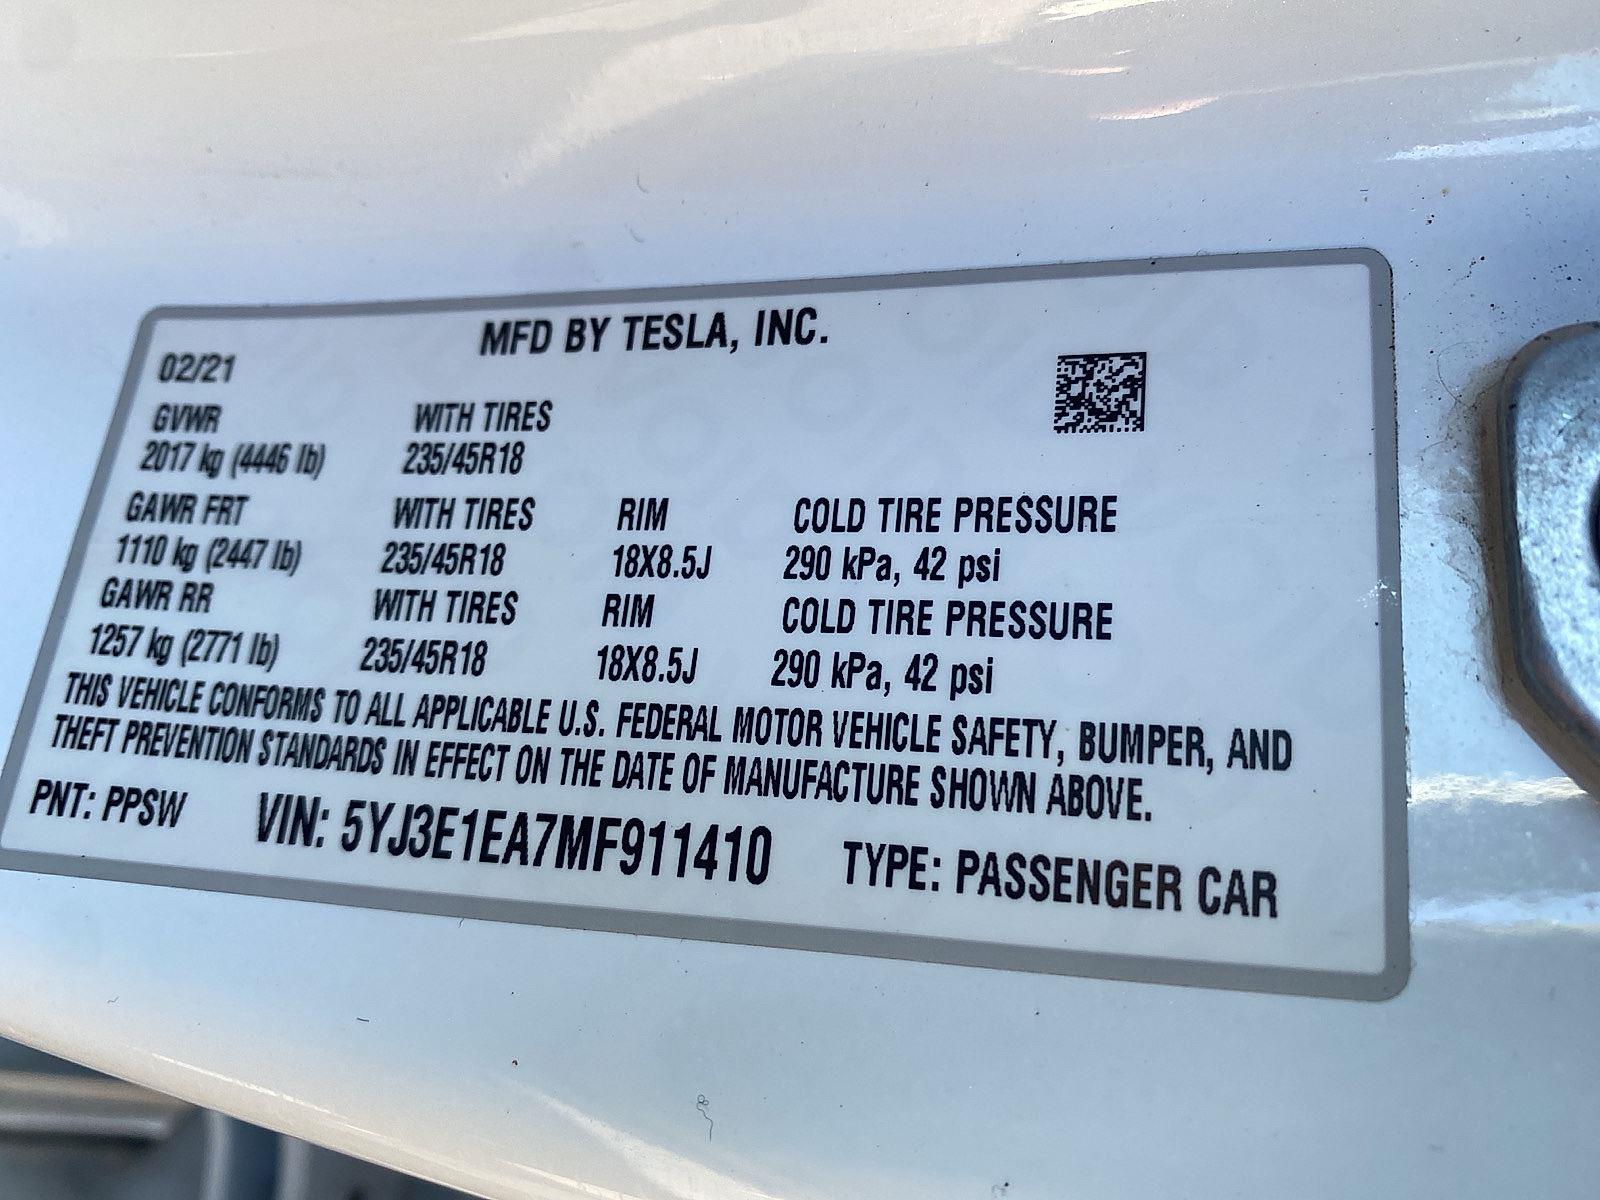 MFD BY TESLA, INC.
02/21
GVWR WITH TIRES
2017 kg (4446 lb) 235/45R18
GAWR FRT WITH TIRES RIM COLD TIRE PRESSURE
1110 kg (2447 lb) 235/45R18 18X8.5J 290 kPa, 42 psi
GAWR RR WITH TIRES RIM COLD TIRE PRESSURE
1257 kg (2771 lb) 235/45R18 18X8.5J 290 kPa, 42 psi
THIS VEHICLE CONFORMS TO ALL APPLICABLE U.S. FEDERAL MOTOR VEHICLE SAFETY, BUMPER, AND
THEFT PREVENTION STANDARDS IN EFFECT ON THE DATE OF MANUFACTURE SHOWN ABOVE.
PNT: PPSW VIN: 5YJ3E1EA7MF911410 TYPE: PASSENGER CAR